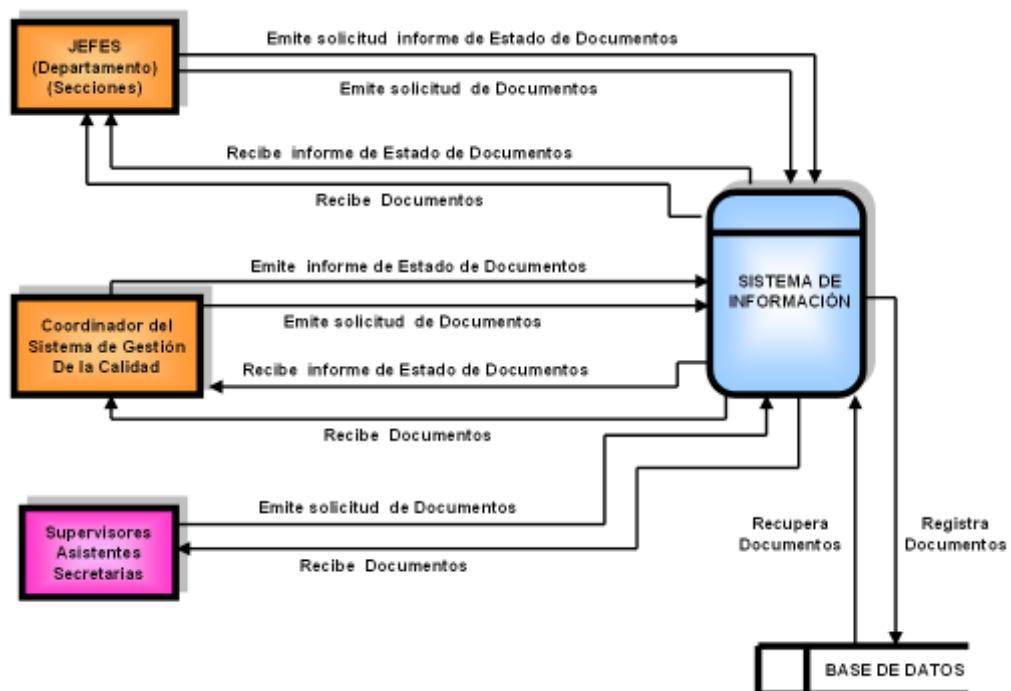 JEFES
(Departamento)
(Secciones)
Emite solicitud informe de Estado de Documentos
Emite solicitud de Documentos
Recibe informe de Estado de Documentos
Recibe Documentos
SISTEMA DE
INFORMACIÓN
Emite informe de Estado de Documentos
Coordinador del
Sistema de Gestión
De la Calidad
Emite solicitud de Documentos
Recibe informe de Estado de Documentos
Recibe Documentos
Supervisores
Asistentes
Secretarias
Emite solicitud de Documentos
Recibe Documentos
Recupera
Documentos
Registra
Documentos
BASE DE DATOS